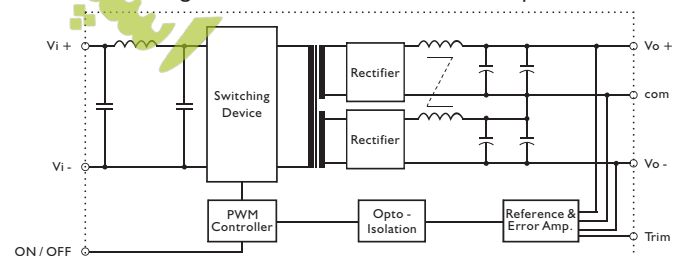 Vi +
Vi -
ON / OFF
Switching
Device
Rectifier
Rectifier
PWM
Controller
Opto -
Isolation
Reference &
Error Amp.
Vo +
com
Vo -
Trim